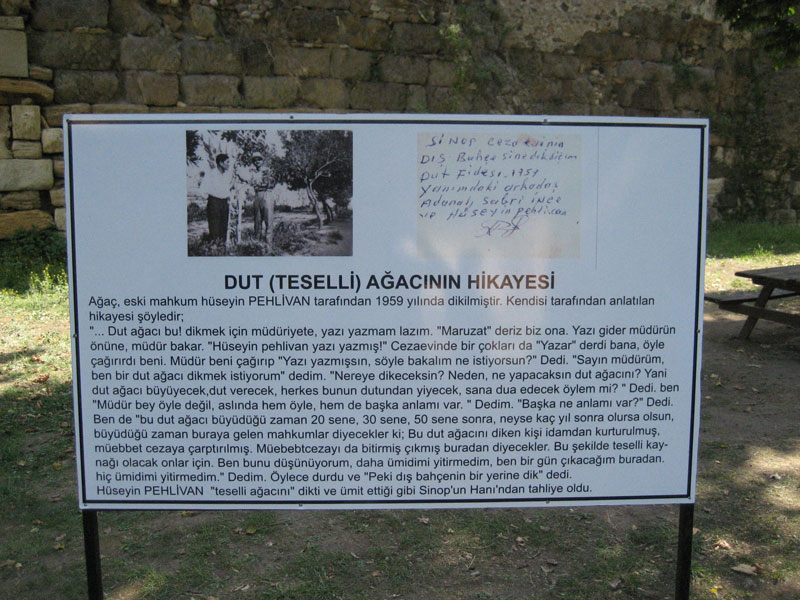 SiNOP Cezaevinin
DIŞ Bahçesine dikdiğim
DUT Fidesi. 1959
Yanımdaki arkadaş
Adanalı Sabri İNCE
ve Hüseyin pehlivan
DUT (TESELLİ) AĞACININ HİKAYESİ
Ağaç, eski mahkum hüseyin PEHLİVAN tarafından 1959 yılında dikilmiştir. Kendisi tarafından anlatılan
hikayesi şöyledir;
"... Dut ağacı bu! dikmek için müdüriyete, yazı yazmam lazım. "Maruzat" deriz biz ona. Yazı gider müdürün
önüne, müdür bakar. "Hüseyin pehlivan yazı yazmış!" Cezaevinde bir çokları da "Yazar" derdi bana, öyle
çağırırdı beni. Müdür beni çağırıp "Yazı yazmışsın, söyle bakalım ne istiyorsun?" Dedi. "Sayın müdürüm,
ben bir dut ağacı dikmek istiyorum" dedim. "Nereye dikeceksin? Neden, ne yapacaksın dut ağacını? Yani
dut ağacı büyüyecek,dut verecek, herkes bunun dutundan yiyecek, sana dua edecek öylem mi? " Dedi. ben
"Müdür bey öyle değil, aslında hem öyle, hem de başka anlamı var. " Dedim. "Başka ne anlamı var?" Dedi.
Ben de "bu dut ağacı büyüdüğü zaman 20 sene, 30 sene, 50 sene sonra, neyse kaç yıl sonra olursa olsun,
büyüdüğü zaman buraya gelen mahkumlar diyecekler ki; Bu dut ağacını diken kişi idamdan kurturulmuş,
müebbet cezaya çarptırılmış. Müebebtcezayı da bitirmiş çıkmış buradan diyecekler. Bu şekilde teselli kay-
nağı olacak onlar için. Ben bunu düşünüyorum, daha ümidimi yitirmedim, ben bir gün çıkacağım buradan.
hiç ümidimi yitirmedim." Dedim. Öylece durdu ve "Peki dış bahçenin bir yerine dik" dedi.
Hüseyin PEHLİVAN "teselli ağacını" dikti ve ümit ettiği gibi Sinop'un Hanı'ndan tahliye oldu.